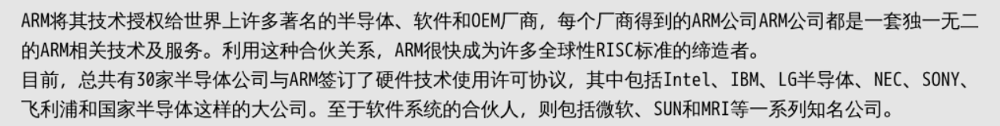 ARM将其技术授权给世界上许多著名的半导体、软件和OEM厂商，每个厂商得到的ARM公司ARM公司都是一套独一无二
的ARM相关技术及服务。利用这种合伙关系，ARM很快成为许多全球性RISC标准的缔造者。
目前，总共有30家半导体公司与ARM签订了硬件技术使用许可协议，其中包括Intel、IBM、LG半导体、NEC、SONY、
飞利浦和国家半导体这样的大公司。至于软件系统的合伙人，则包括微软、SUN和MRI等一系列知名公司。